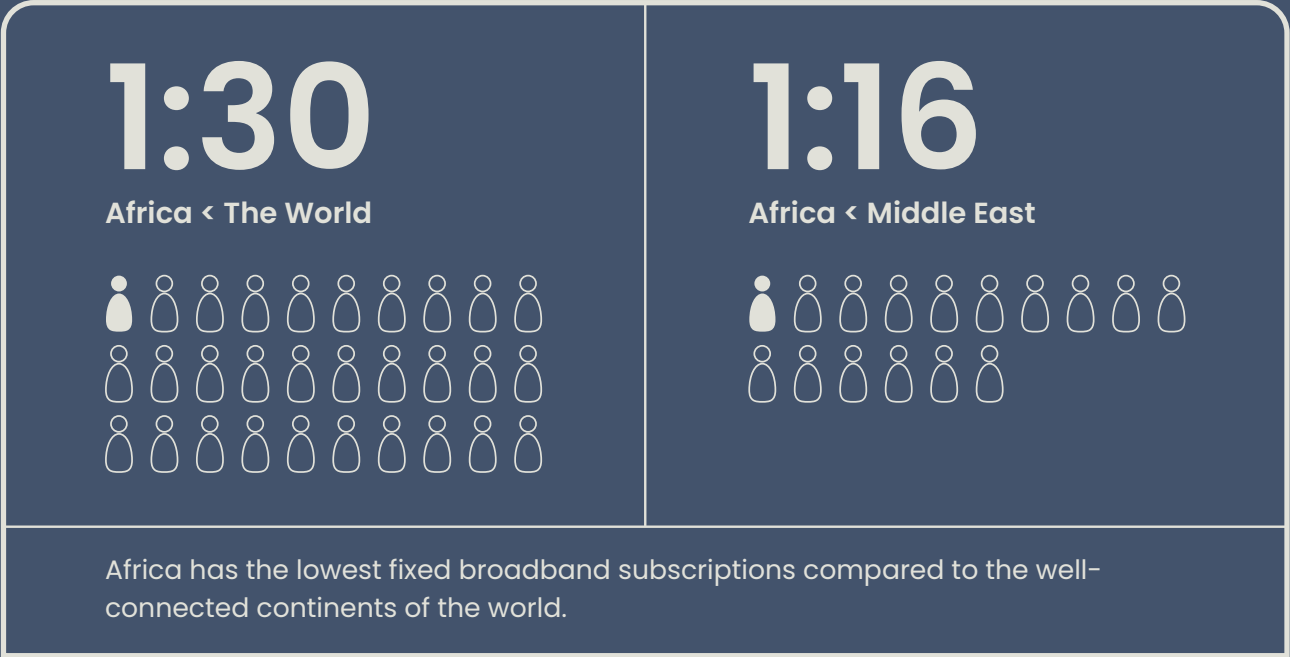 1:30
Africa < The World
1:16
Africa < Middle East
Africa has the lowest fixed broadband subscriptions compared to the well-
connected continents of the world.